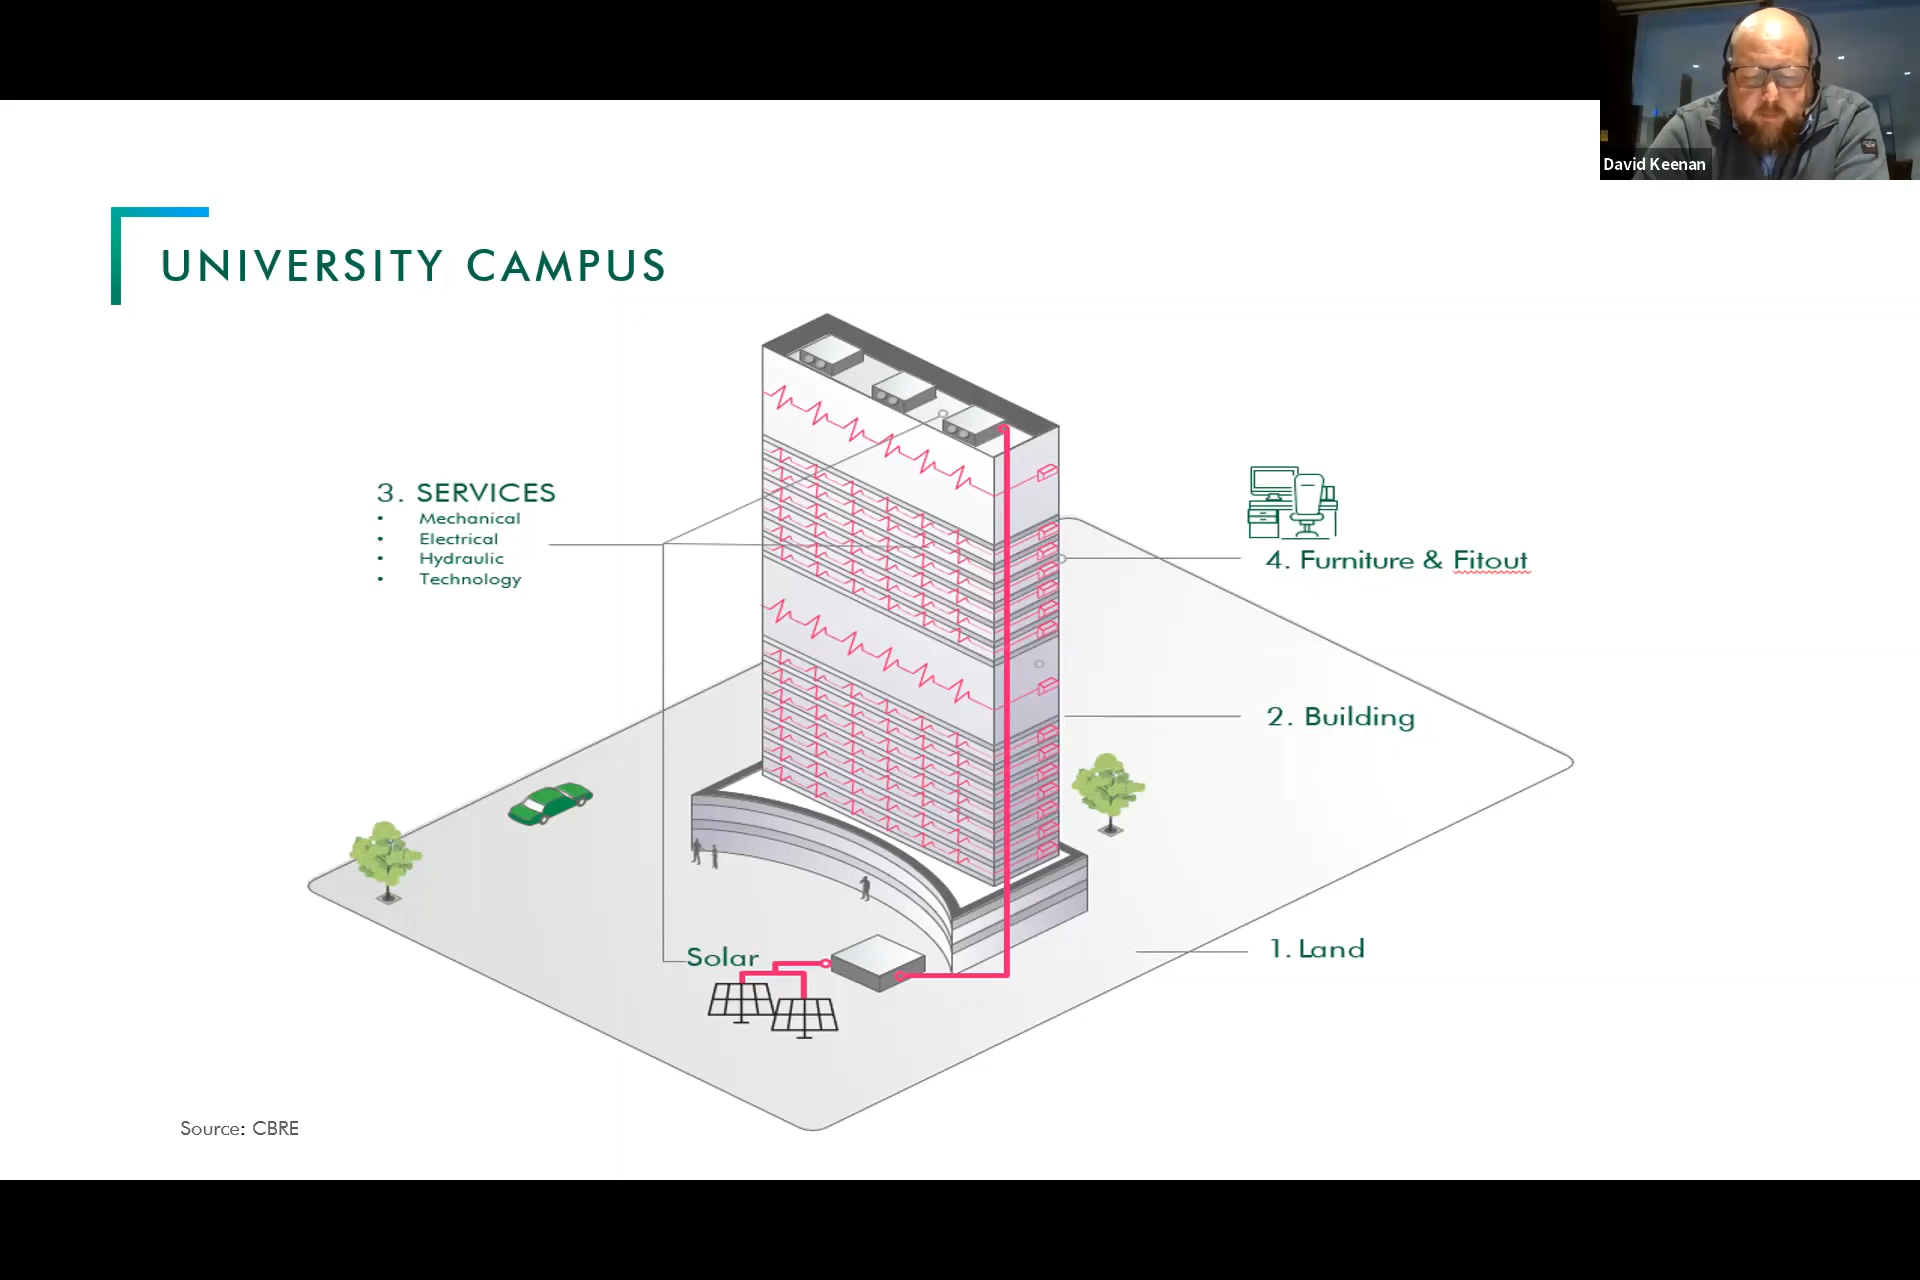 David Keenan
UNIVERSITY CAMPUS
3. SERVICES
• Mechanical
• Electrical
• Hydraulic
• Technology
4. Furniture & Fitout
2. Building
Solar
1. Land
Source: CBRE